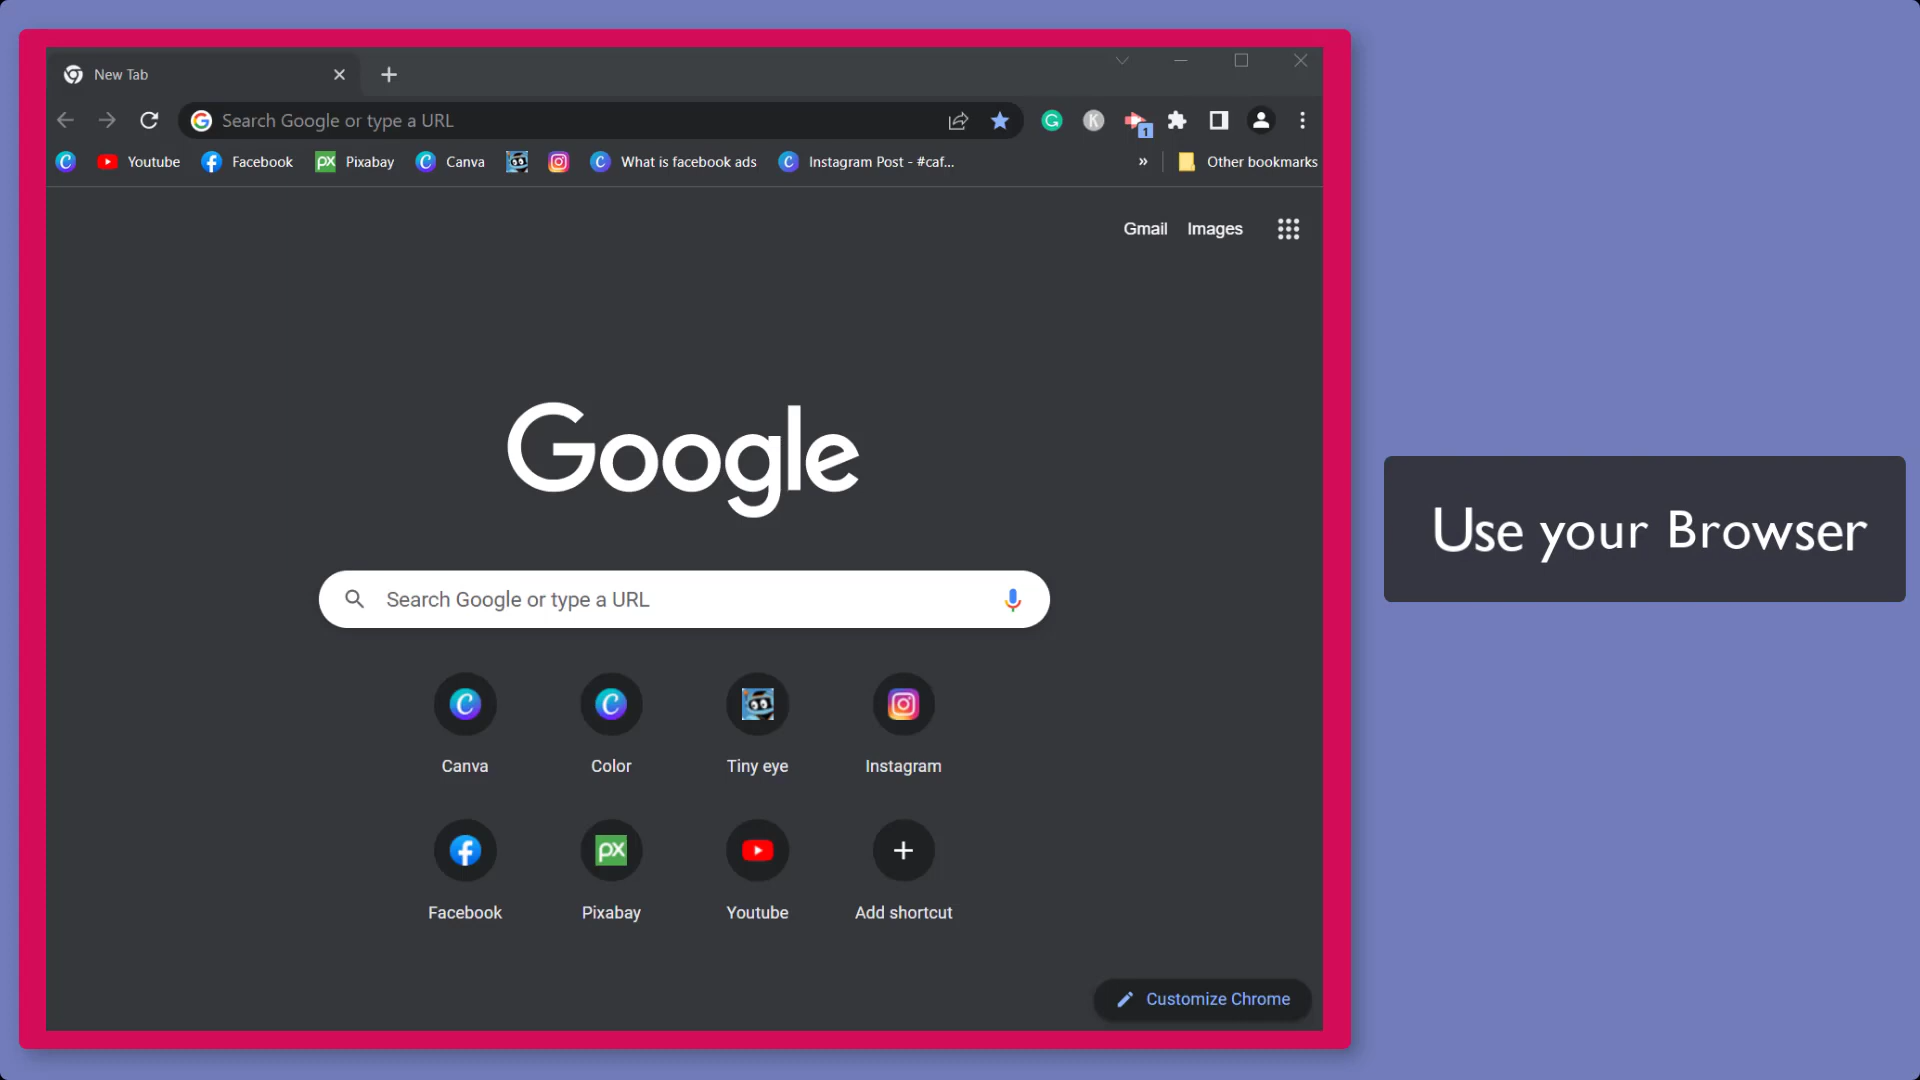 New Tab
Search Google or type a URL
1
Youtube Facebook Pixabay Canva What is facebook ads Instagram Post - #caf... » Other bookmarks
Gmail Images
Google
Search Google or type a URL
Canva Color Tiny eye Instagram
Facebook Pixabay Youtube Add shortcut
Customize Chrome
Use your Browser